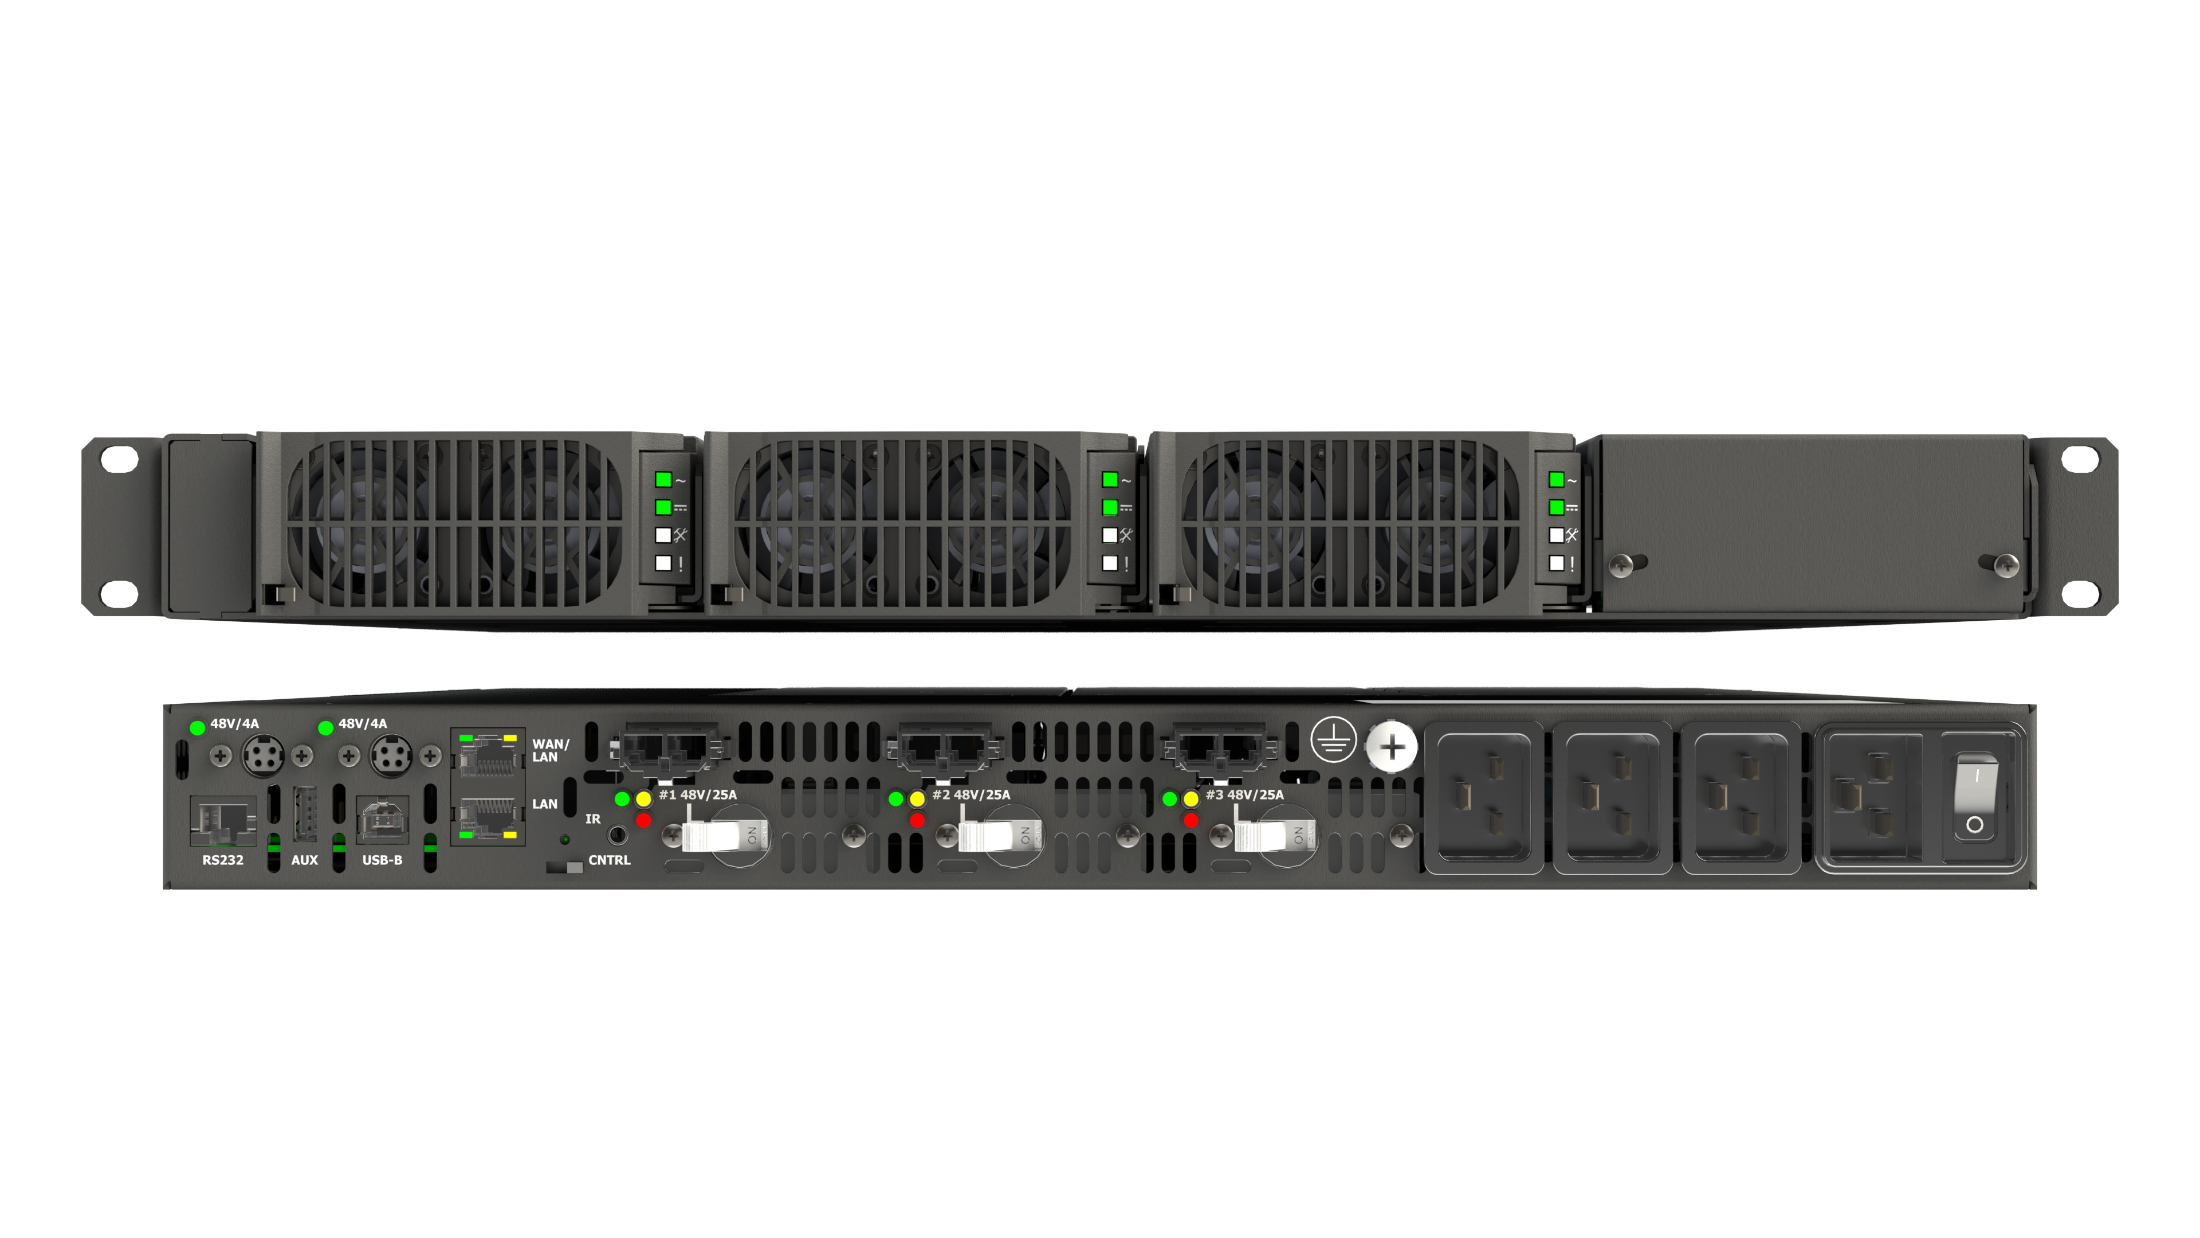 48V/4A
48V/4A
WAN/
LAN
LAN
RS232
AUX
USB-B
IR
CNTRL
#1 48V/25A
ON
#2 48V/25A
ON
#3 48V/25A
ON